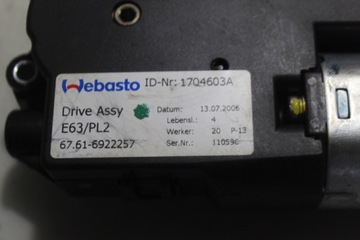 Webasto ID-Nr: 1704603A
Drive Assy Datum: 13.07.2006
E63/PL2 Lebensl.: 4
Werker: 20 P-13
67.61-6922257 Ser.Nr.: